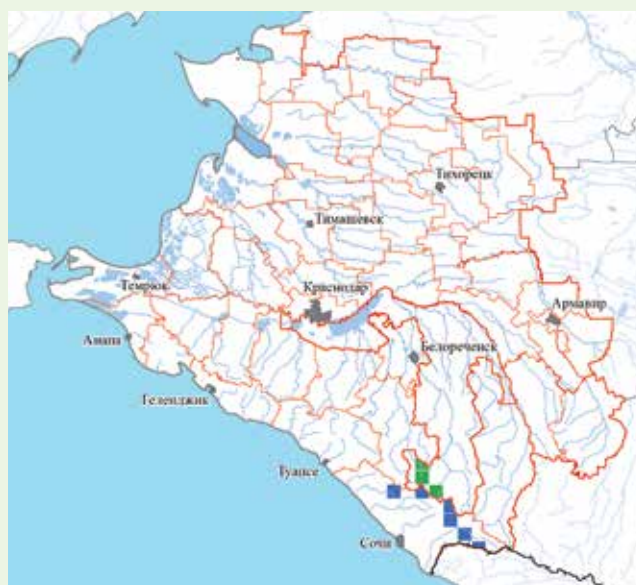 Тихорецк
Тимашевск
Темрюк
Краснодар
Армавир
Анапа
Белореченск
Геленджик
Туапсе
Сочи